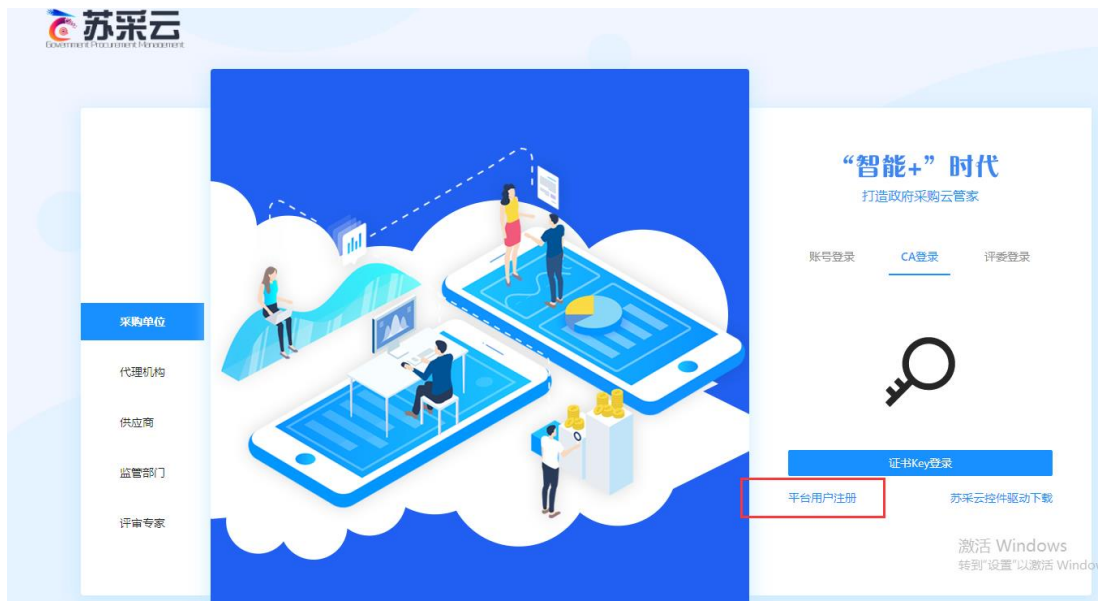 苏采云
Government Procurement Management
采购单位
代理机构
供应商
监管部门
评审专家
“智能+”时代
打造政府采购云管家
账号登录 CA登录 评委登录
证书Key登录
平台用户注册 苏采云控件驱动下载
激活 Windows
转到"设置"以激活 Window